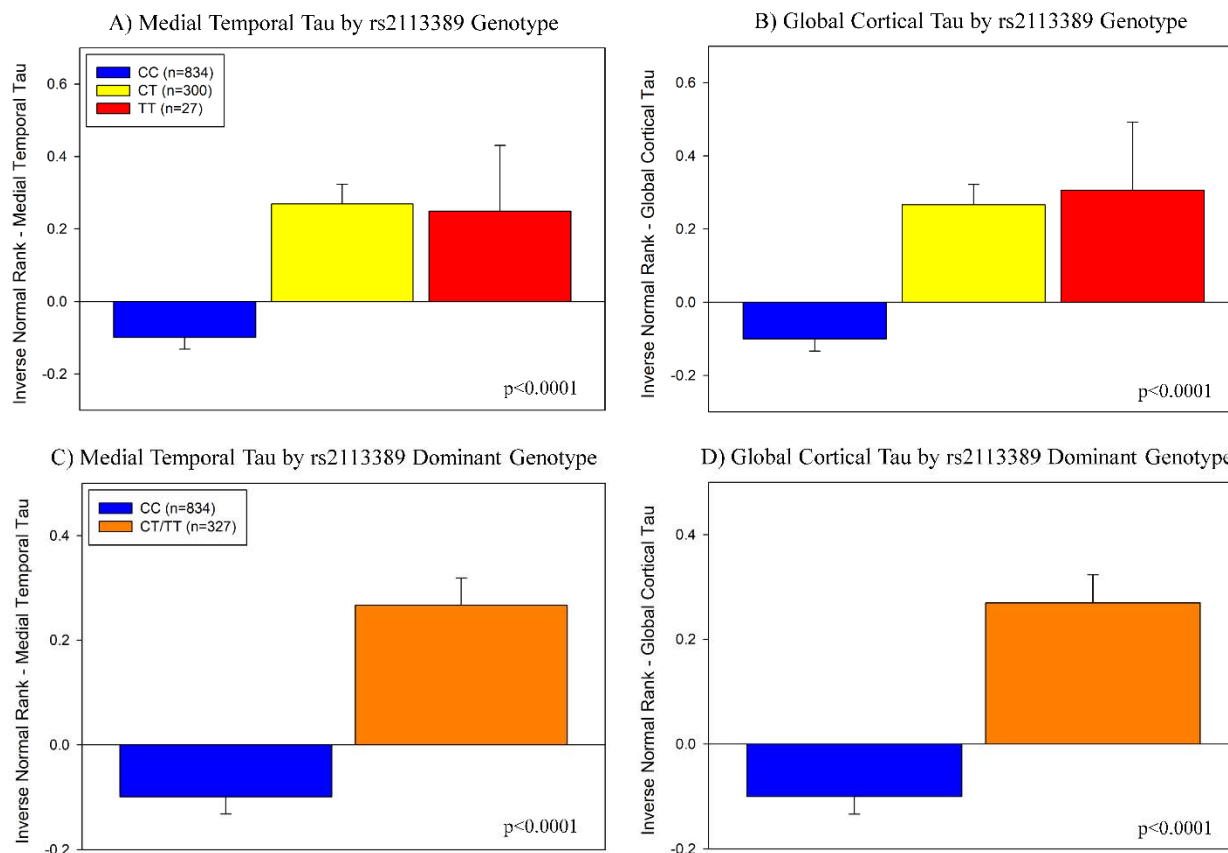 A) Medial Temporal Tau by rs2113389 Genotype
Inverse Normal Rank - Medial Temporal Tau
0.6
0.4
0.2
0.0
-0.2
CC (n=834)
CT (n=300)
TT (n=27)
p<0.0001
B) Global Cortical Tau by rs2113389 Genotype
Inverse Normal Rank - Global Cortical Tau
0.6
0.4
0.2
0.0
-0.2
p<0.0001
C) Medial Temporal Tau by rs2113389 Dominant Genotype
Inverse Normal Rank - Medial Temporal Tau
0.4
0.2
0.0
-0.2
CC (n=834)
CT/TT (n=327)
p<0.0001
D) Global Cortical Tau by rs2113389 Dominant Genotype
Inverse Normal Rank - Global Cortical Tau
0.4
0.2
0.0
-0.2
p<0.0001